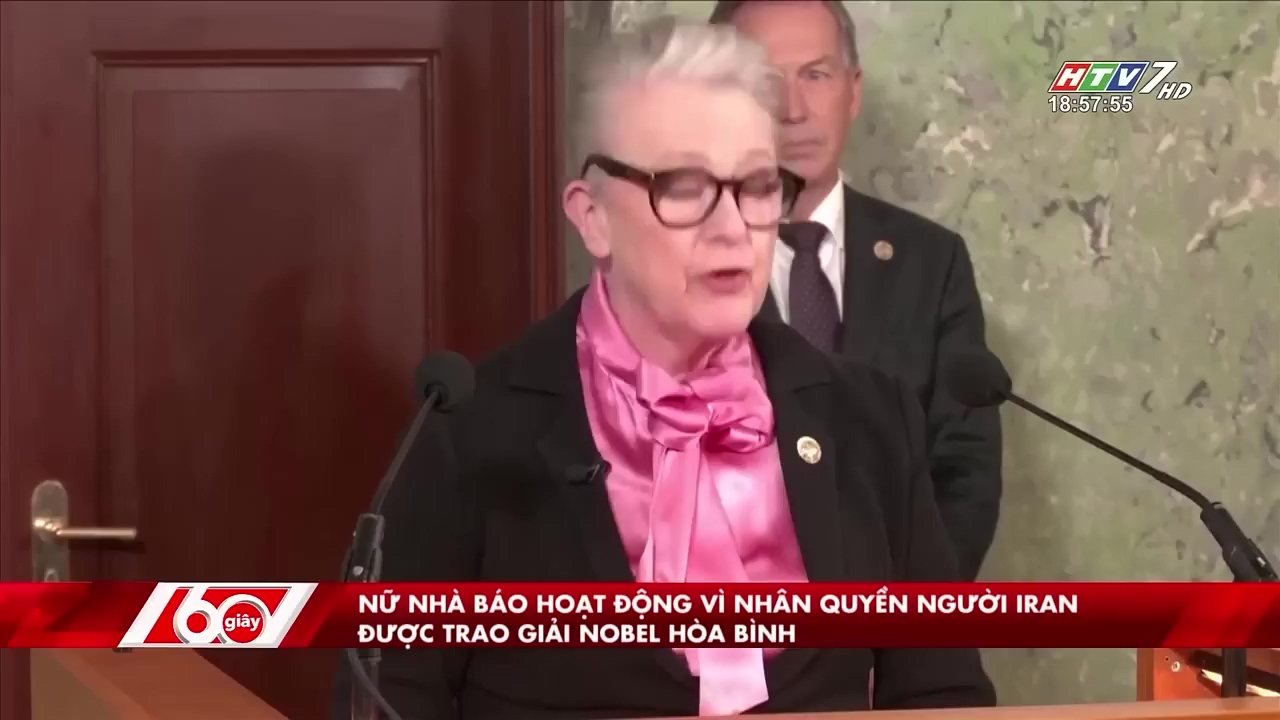 HTV7 HD
18:57:55
60 giây
NỮ NHÀ BÁO HOẠT ĐỘNG VÌ NHÂN QUYỀN NGƯỜI IRAN
ĐƯỢC TRAO GIẢI NOBEL HÒA BÌNH